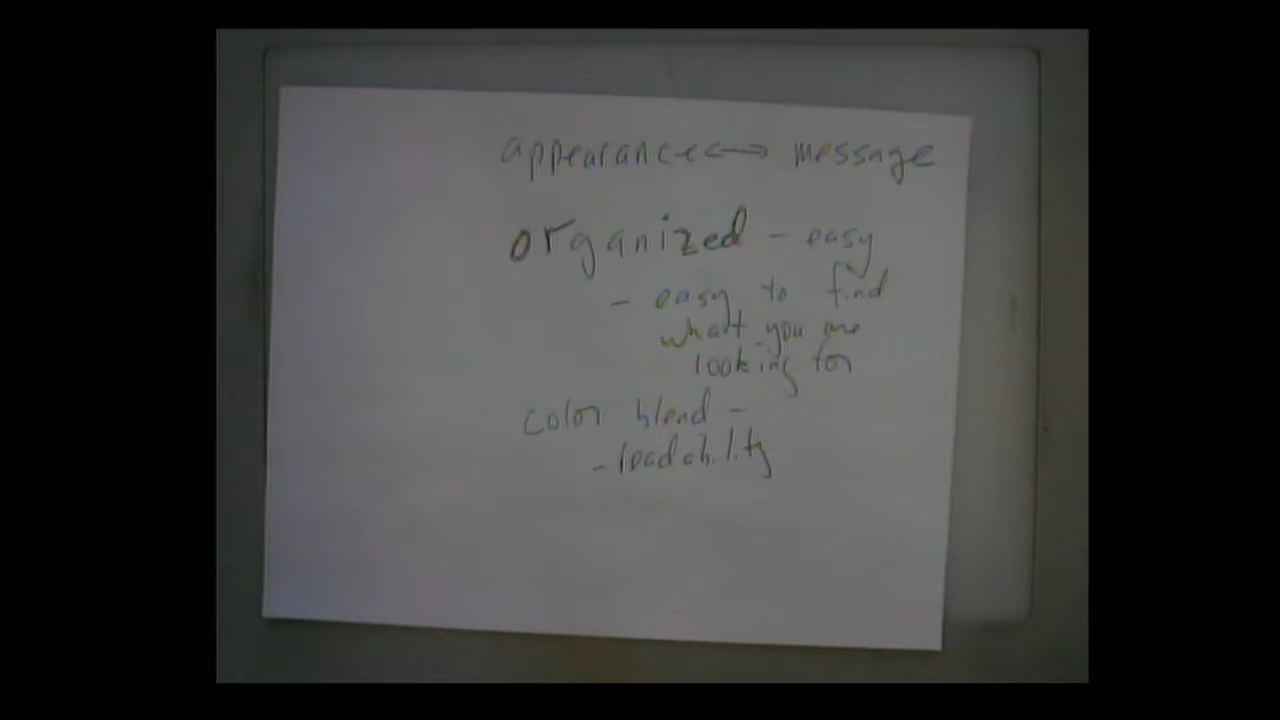 appearance <-> message
organized - easy
- easy to find
what you are
looking for
color blend -
- readability